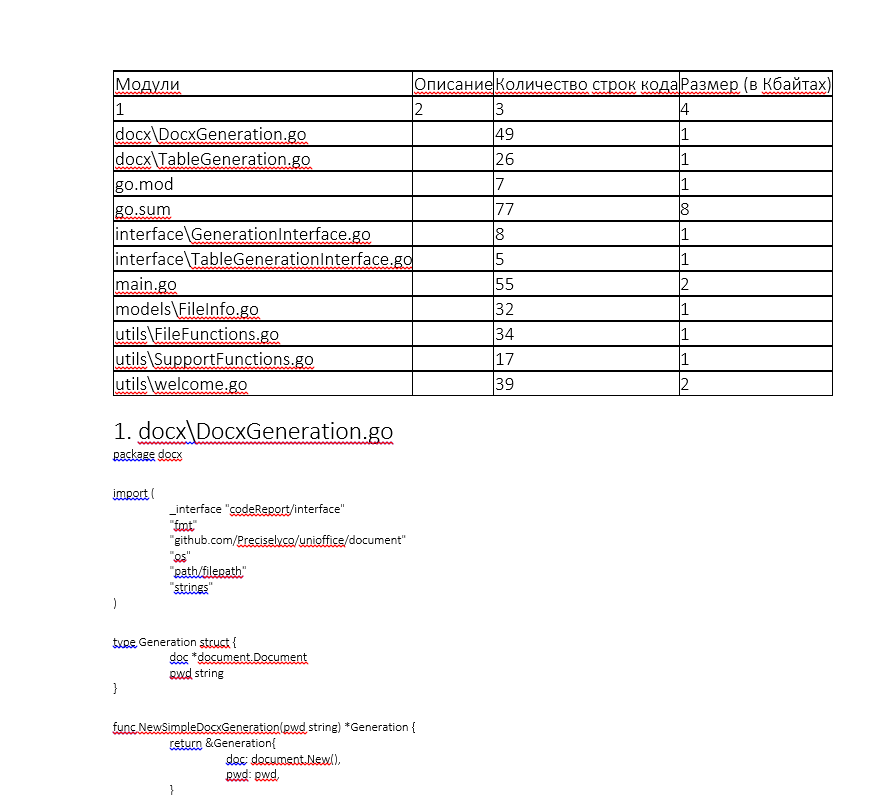 Модули Описание Количество строк кода Размер (в Кбайтах)
1 2 3 4
docx\DocxGeneration.go 49 1
docx\TableGeneration.go 26 1
go.mod 7 1
go.sum 77 8
interface\GenerationInterface.go 8 1
interface\TableGenerationInterface.go 5 1
main.go 55 2
models\FileInfo.go 32 1
utils\FileFunctions.go 34 1
utils\SupportFunctions.go 17 1
utils\welcome.go 39 2
1. docx\DocxGeneration.go
package docx
import (
_interface "codeReport/interface"
"fmt"
"github.com/Preciselyco/unioffice/document"
"os"
"path/filepath"
"strings"
)
type Generation struct {
doc *document.Document
pwd string
}
func NewSimpleDocxGeneration(pwd string) *Generation {
return &Generation{
doc: document.New(),
pwd: pwd,
}